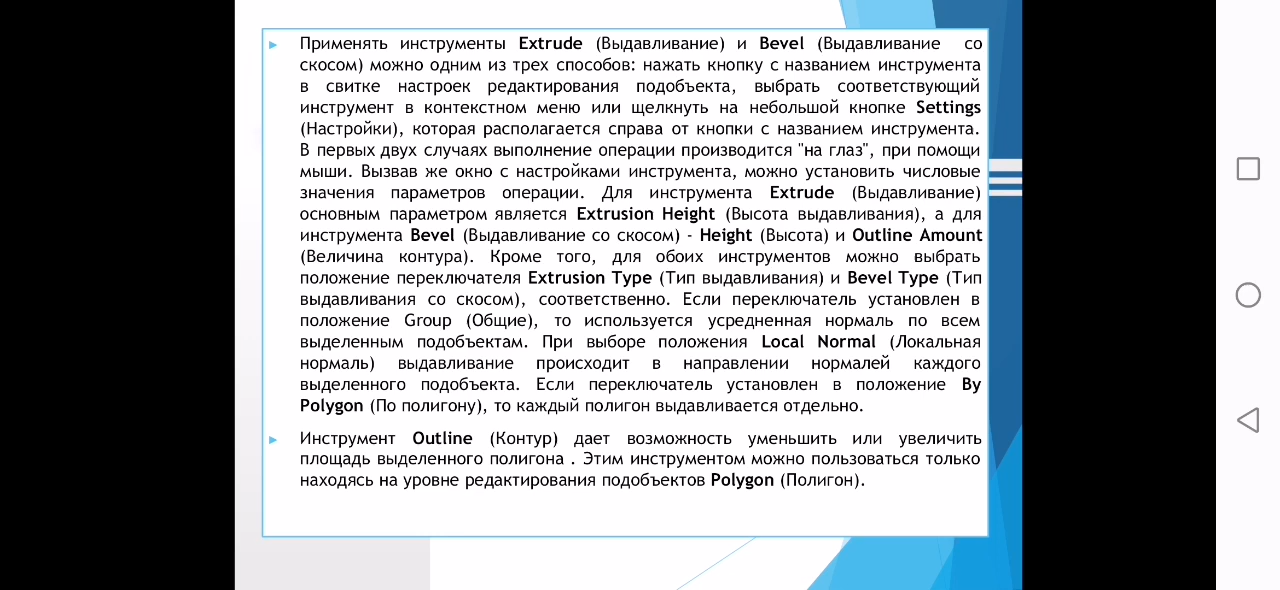 Применять инструменты Extrude (Выдавливание) и Bevel (Выдавливание со
скосом) можно одним из трех способов: нажать кнопку с названием инструмента
в свитке настроек редактирования подобъекта, выбрать соответствующий
инструмент в контекстном меню или щелкнуть на небольшой кнопке Settings
(Настройки), которая располагается справа от кнопки с названием инструмента.
В первых двух случаях выполнение операции производится "на глаз", при помощи
мыши. Вызвав же окно с настройками инструмента, можно установить числовые
значения параметров операции. Для инструмента Extrude (Выдавливание)
основным параметром является Extrusion Height (Высота выдавливания), а для
инструмента Bevel (Выдавливание со скосом) - Height (Высота) и Outline Amount
(Величина контура). Кроме того, для обоих инструментов можно выбрать
положение переключателя Extrusion Type (Тип выдавливания) и Bevel Type (Тип
выдавливания со скосом), соответственно. Если переключатель установлен в
положение Group (Общие), то используется усредненная нормаль по всем
выделенным подобъектам. При выборе положения Local Normal (Локальная
нормаль) выдавливание происходит в направлении нормалей каждого
выделенного подобъекта. Если переключатель установлен в положение By
Polygon (По полигону), то каждый полигон выдавливается отдельно.
Инструмент Outline (Контур) дает возможность уменьшить или увеличить
площадь выделенного полигона . Этим инструментом можно пользоваться только
находясь на уровне редактирования подобъектов Polygon (Полигон).